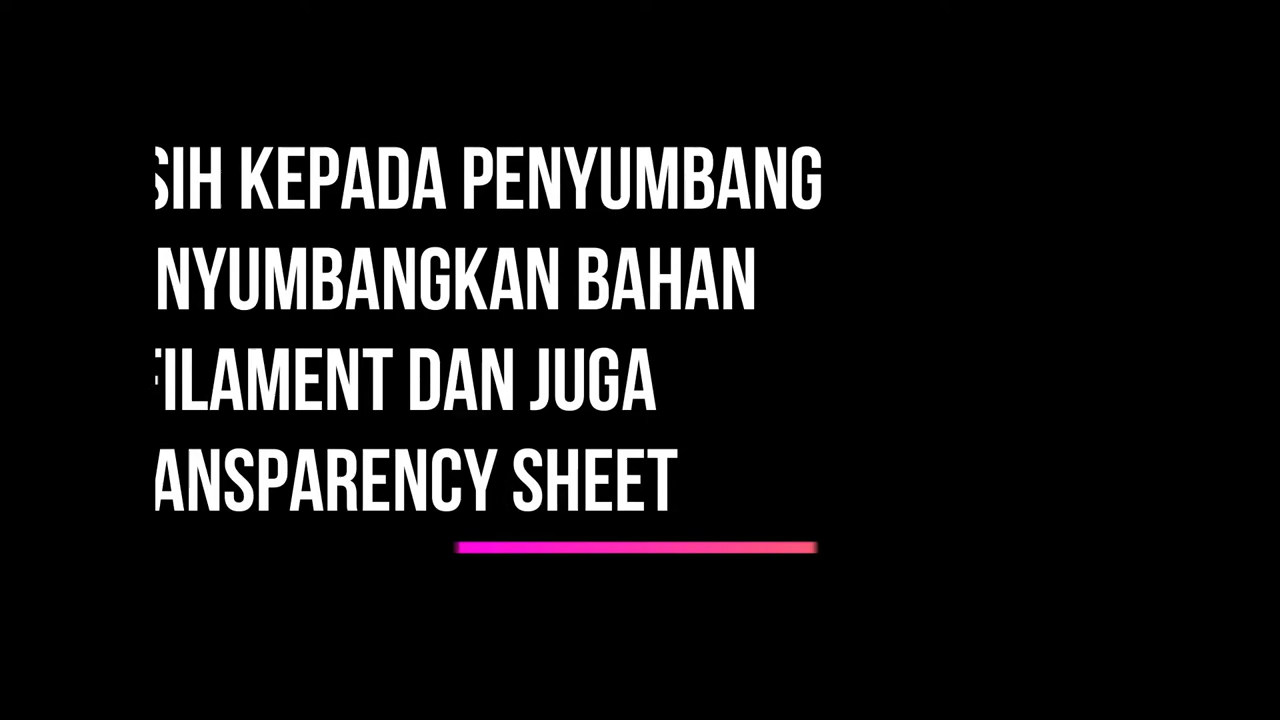 SIH KEPADA PENYUMBANG
NYUMBANGKAN BAHAN
FILAMENT DAN JUGA
ANSPARENCY SHEET